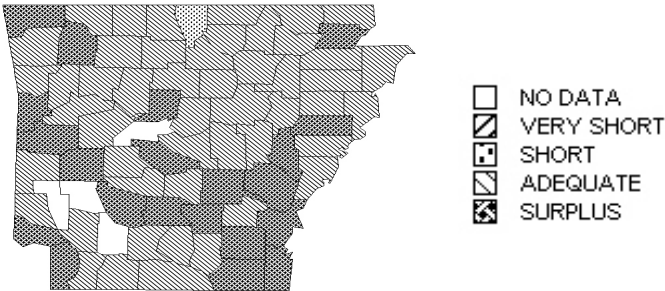 NO DATA
VERY SHORT
SHORT
ADEQUATE
SURPLUS